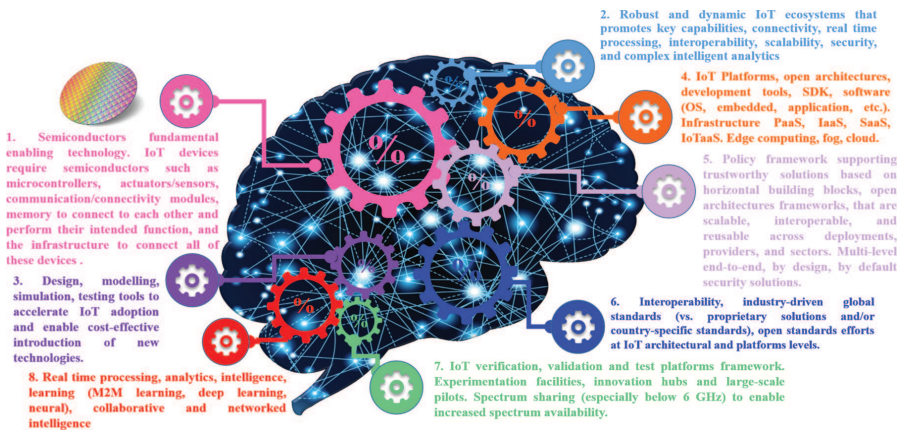 2. Robust and dynamic IoT ecosystems that
promotes key capabilities, connectivity, real time
processing, interoperability, scalability, security,
and complex intelligent analytics
4. IoT Platforms, open architectures,
development tools, SDK, software
(OS, embedded, application, etc.).
Infrastructure PaaS, IaaS, SaaS,
IoTaaS. Edge computing, fog, cloud.
1. Semiconductors fundamental
enabling technology. IoT devices
require semiconductors such as
microcontrollers, actuators/sensors,
communication/connectivity modules,
memory to connect to each other and
perform their intended function, and
the infrastructure to connect all of
these devices .
5. Policy framework supporting
trustworthy solutions based on
horizontal building blocks, open
architectures frameworks, that are
scalable, interoperable, and
reusable across deployments,
providers, and sectors. Multi-level
end-to-end, by design, by default
security solutions.
3. Design, modelling,
simulation, testing tools to
accelerate IoT adoption
and enable cost-effective
introduction of new
technologies.
6. Interoperability, industry-driven global
standards (vs. proprietary solutions and/or
country-specific standards), open standards efforts
at IoT architectural and platforms levels.
7. IoT verification, validation and test platforms framework.
Experimentation facilities, innovation hubs and large-scale
pilots. Spectrum sharing (especially below 6 GHz) to enable
increased spectrum availability.
8. Real time processing, analytics, intelligence,
learning (M2M learning, deep learning,
neural), collaborative and networked
intelligence
%
%
%
%
%
%
%
%